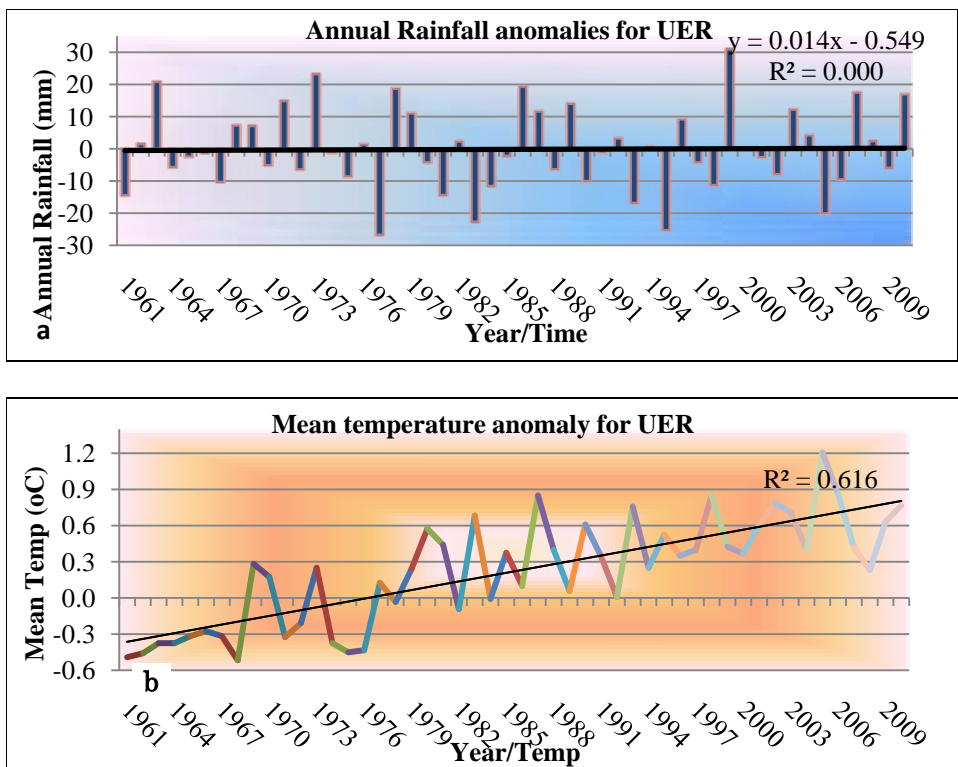 Annual Rainfall anomalies for UER
y = 0.014x - 0.549
R² = 0.000
Annual Rainfall (mm)
30
20
10
0
-10
-20
-30
1961 1964 1967 1970 1973 1976 1979 1982 1985 1988 1991 1994 1997 2000 2003 2006 2009
a
Year/Time
Mean temperature anomaly for UER
R² = 0.616
Mean Temp (oC)
1.2
0.9
0.6
0.3
0.0
-0.3
-0.6
b
1961 1964 1967 1970 1973 1976 1979 1982 1985 1988 1991 1994 1997 2000 2003 2006 2009
Year/Temp